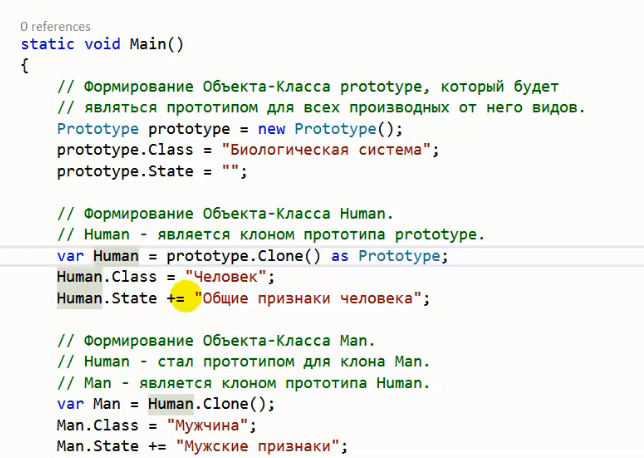 0 references
static void Main()
{
// Формирование Объекта-Класса prototype, который будет
// являться прототипом для всех производных от него видов.
Prototype prototype = new Prototype();
prototype.Class = "Биологическая система";
prototype.State = "";
// Формирование Объекта-Класса Human.
// Human - является клоном прототипа prototype.
var Human = prototype.Clone() as Prototype;
Human.Class = "Человек";
Human.State += "Общие признаки человека";
// Формирование Объекта-Класса Man.
// Human - стал прототипом для клона Man.
// Man - является клоном прототипа Human.
var Man = Human.Clone();
Man.Class = "Мужчина";
Man.State += "Мужские признаки";